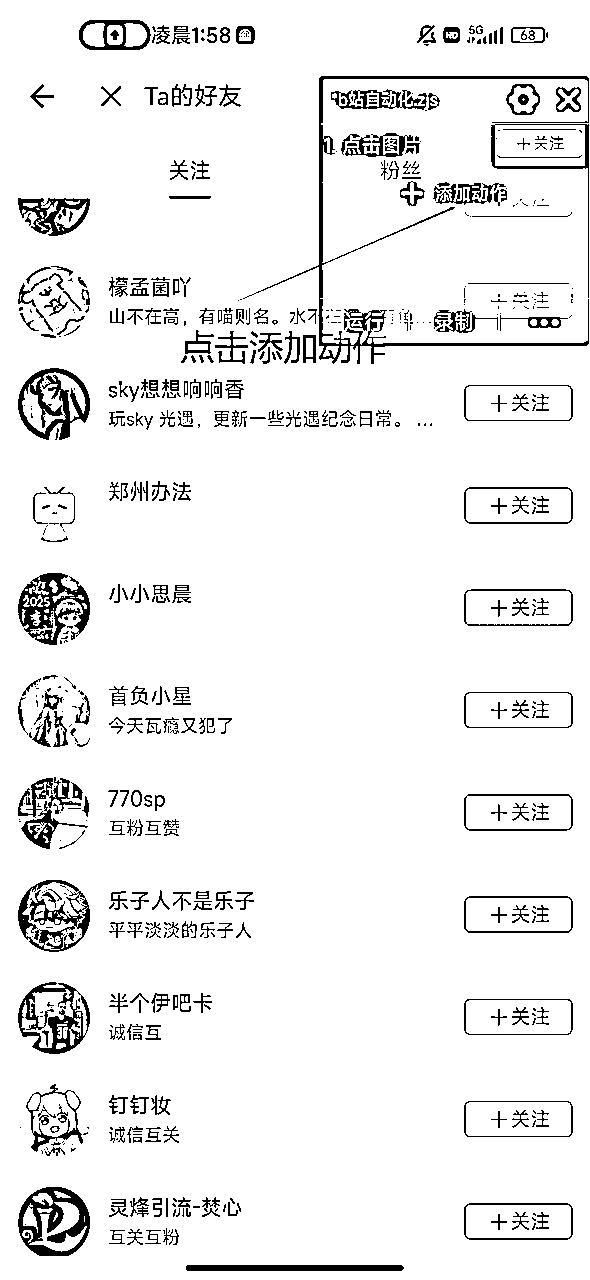 凌晨1:58
HD 5G 68
Ta的好友
*b站自动化.zjs
关注
粉丝
1. 点击图片
+关注
添加动作
关注
檬孟菌吖
山不在高，有喵则名。水不在
+关注
运行
录制
点击添加动作
sky想想响响香
玩sky 光遇，更新一些光遇纪念日常。 ...
+关注
郑州办法
+关注
2025
小小思晨
+关注
首负小星
今天瓦瘾又犯了
+关注
770sp
互粉互赞
+关注
乐子人不是乐子
平平淡淡的乐子人
+关注
半个伊吧卡
诚信互
+关注
钉钉妆
诚信互关
+关注
灵烽引流-焚心
互关互粉
+关注